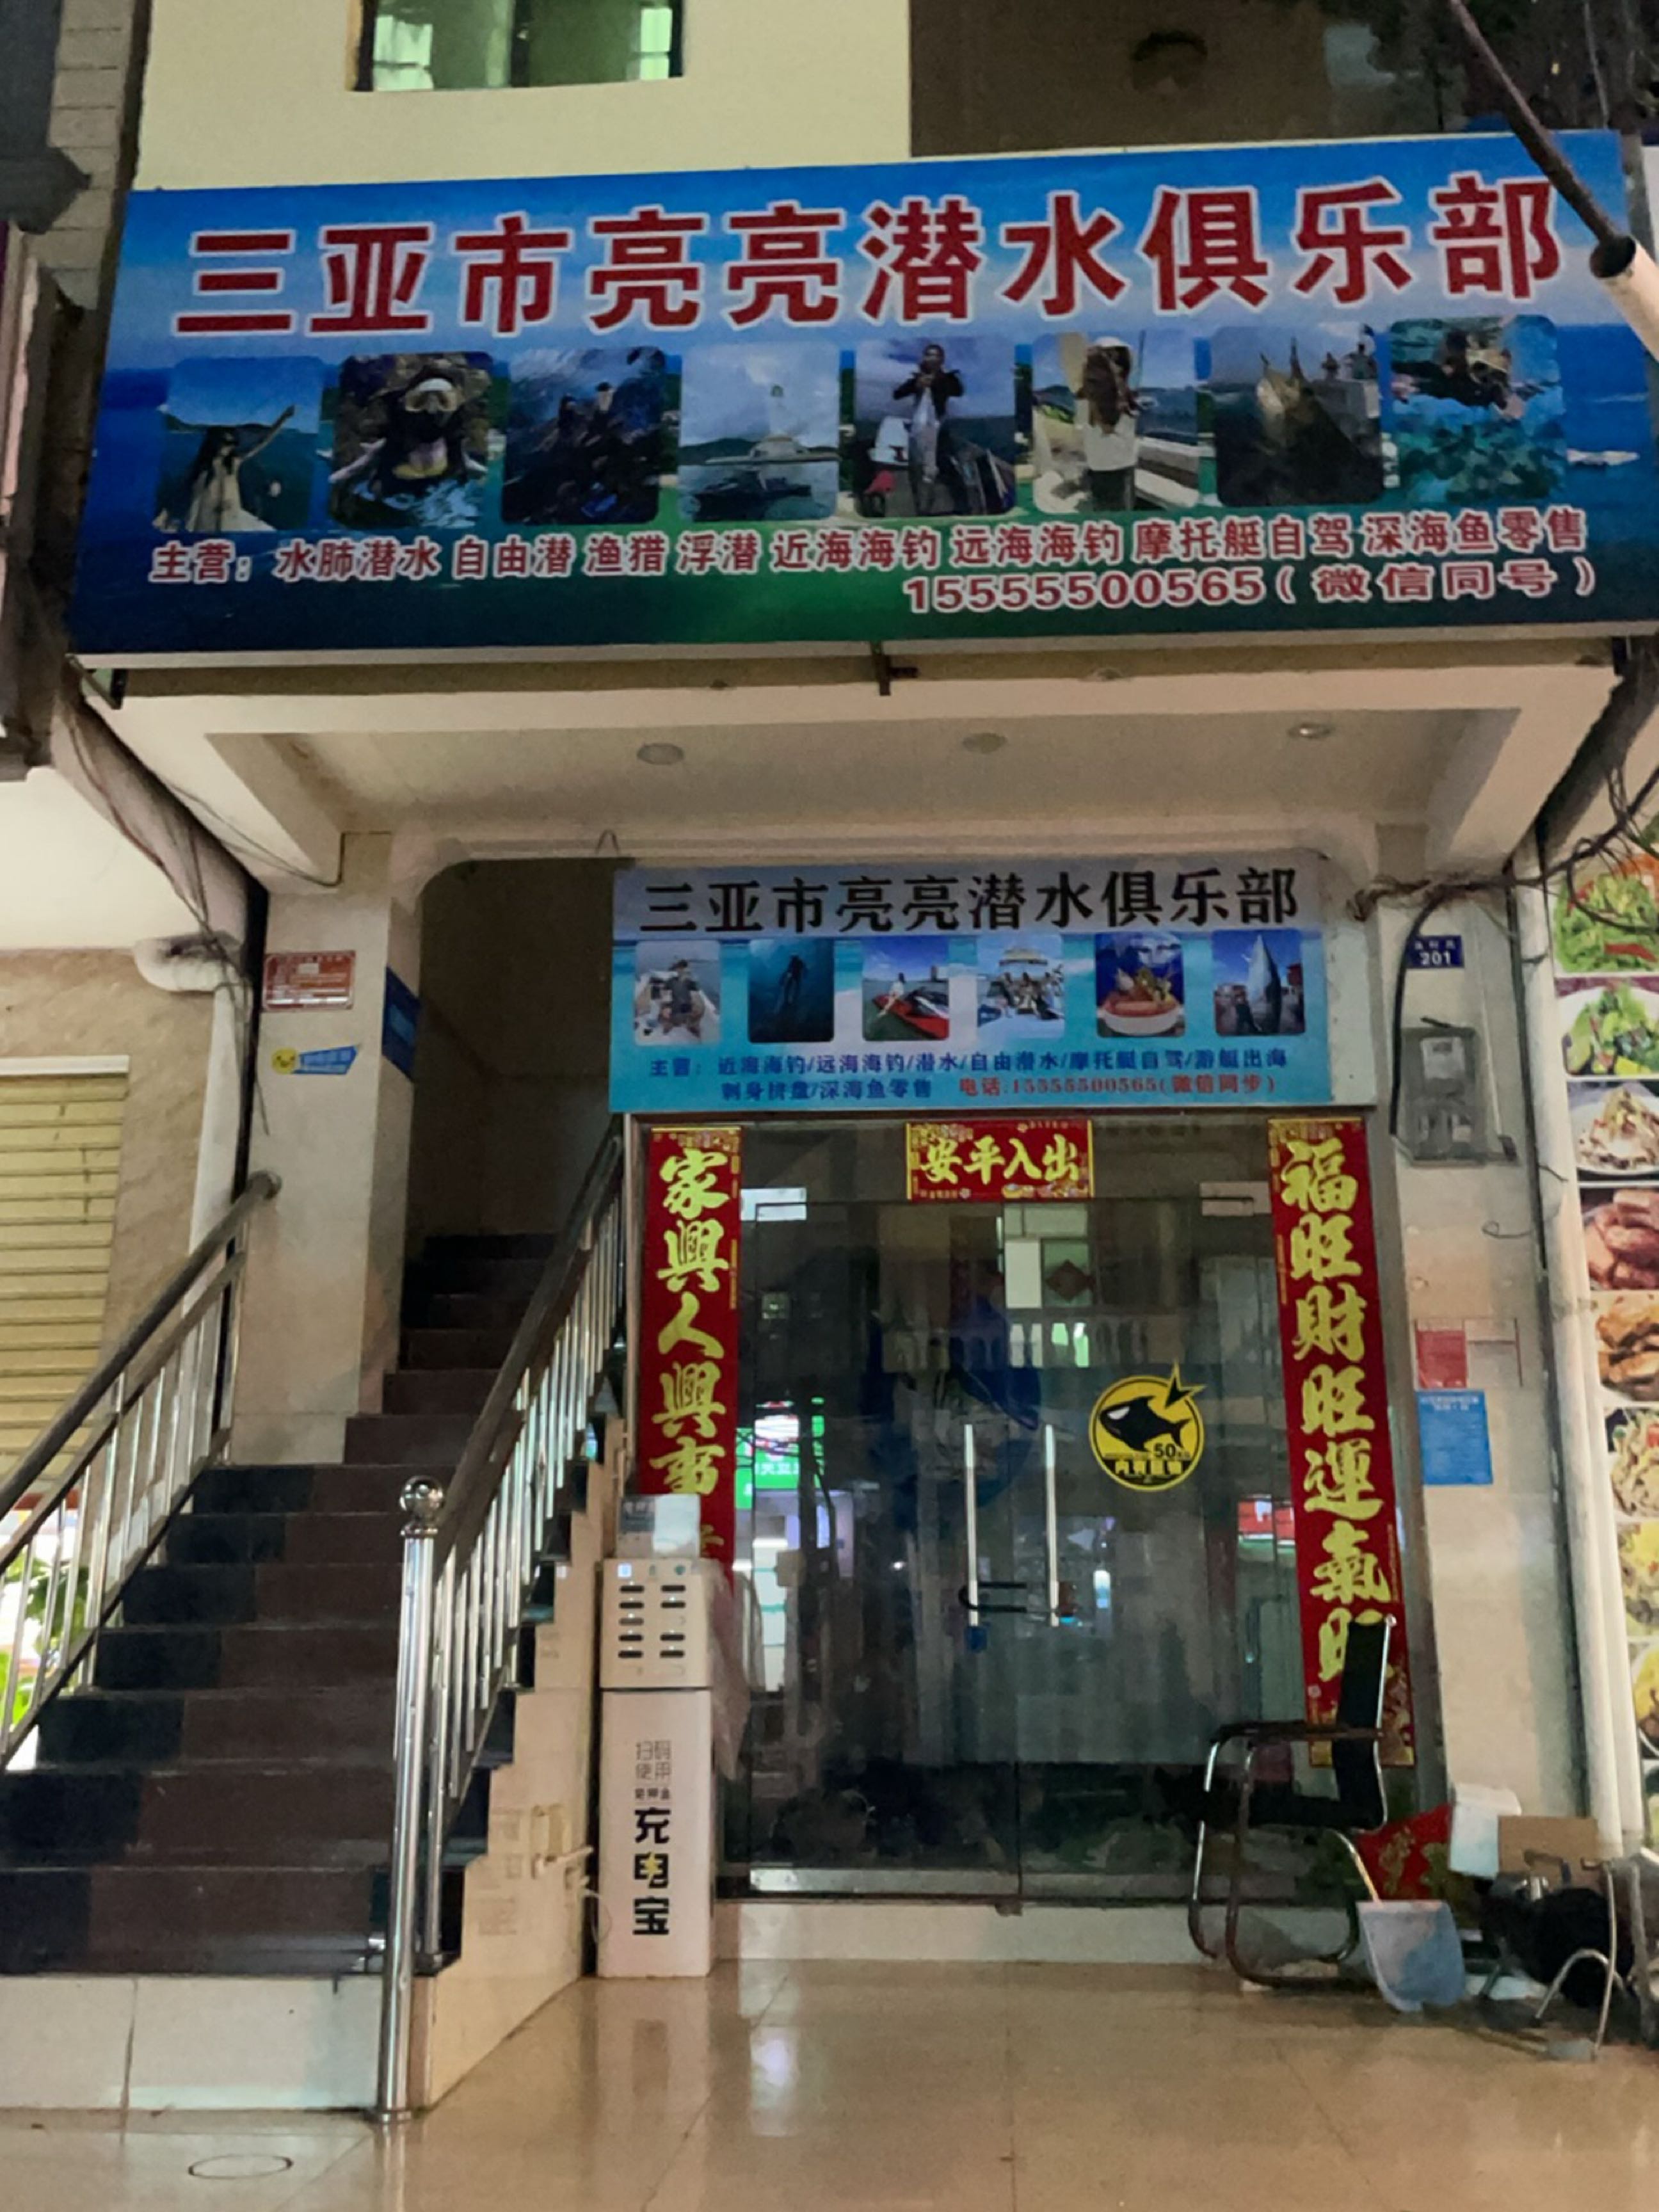 三亚市亮亮潜水俱乐部
主营：水肺潜水 自由潜 渔猎 浮潜 近海海钓 远海海钓 摩托艇自驾 深海鱼零售
15555500565（微信同号）
三亚市亮亮潜水俱乐部
主营：近海海钓/远海海钓/潜水/自由潜水/摩托艇自驾/游艇出海
刺身拼盘/深海鱼零售 电话:15555500565(微信同步)
201
安平入出
家興人興事
福旺財旺運氣旺
50
内有
扫码
使用
充电宝